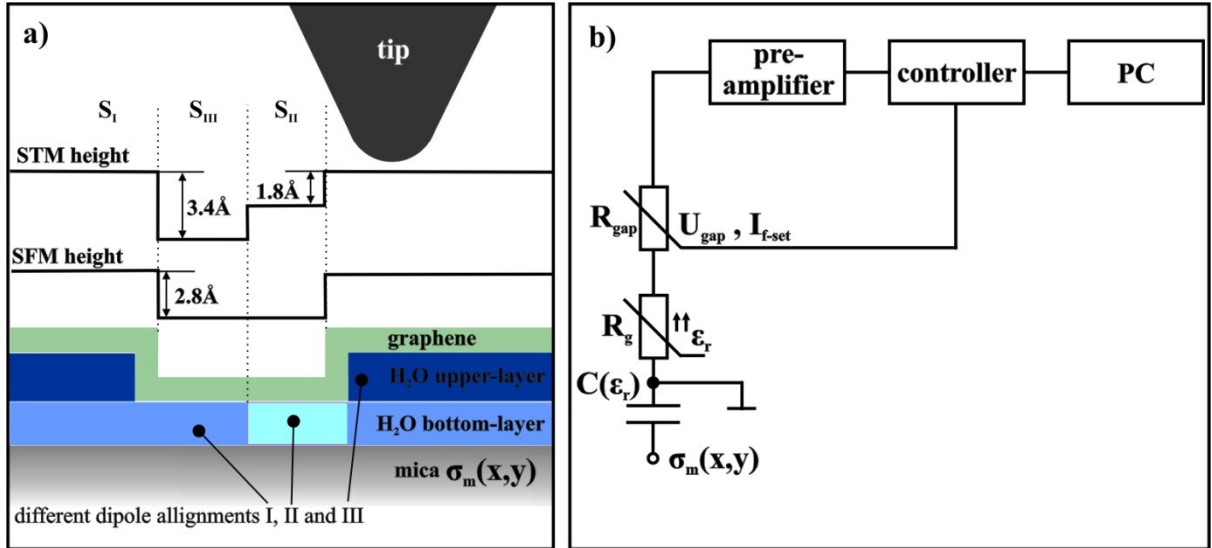 a)
tip
S_I S_III S_II
STM height
1.8Å
3.4Å
SFM height
2.8Å
graphene
H₂O upper-layer
H₂O bottom-layer
mica σ_m(x,y)
different dipole allignments I, II and III
b)
pre-
amplifier
controller
PC
R_gap
U_gap , I_f-set
R_g
↑↑ε_r
C(ε_r)
σ_m(x,y)